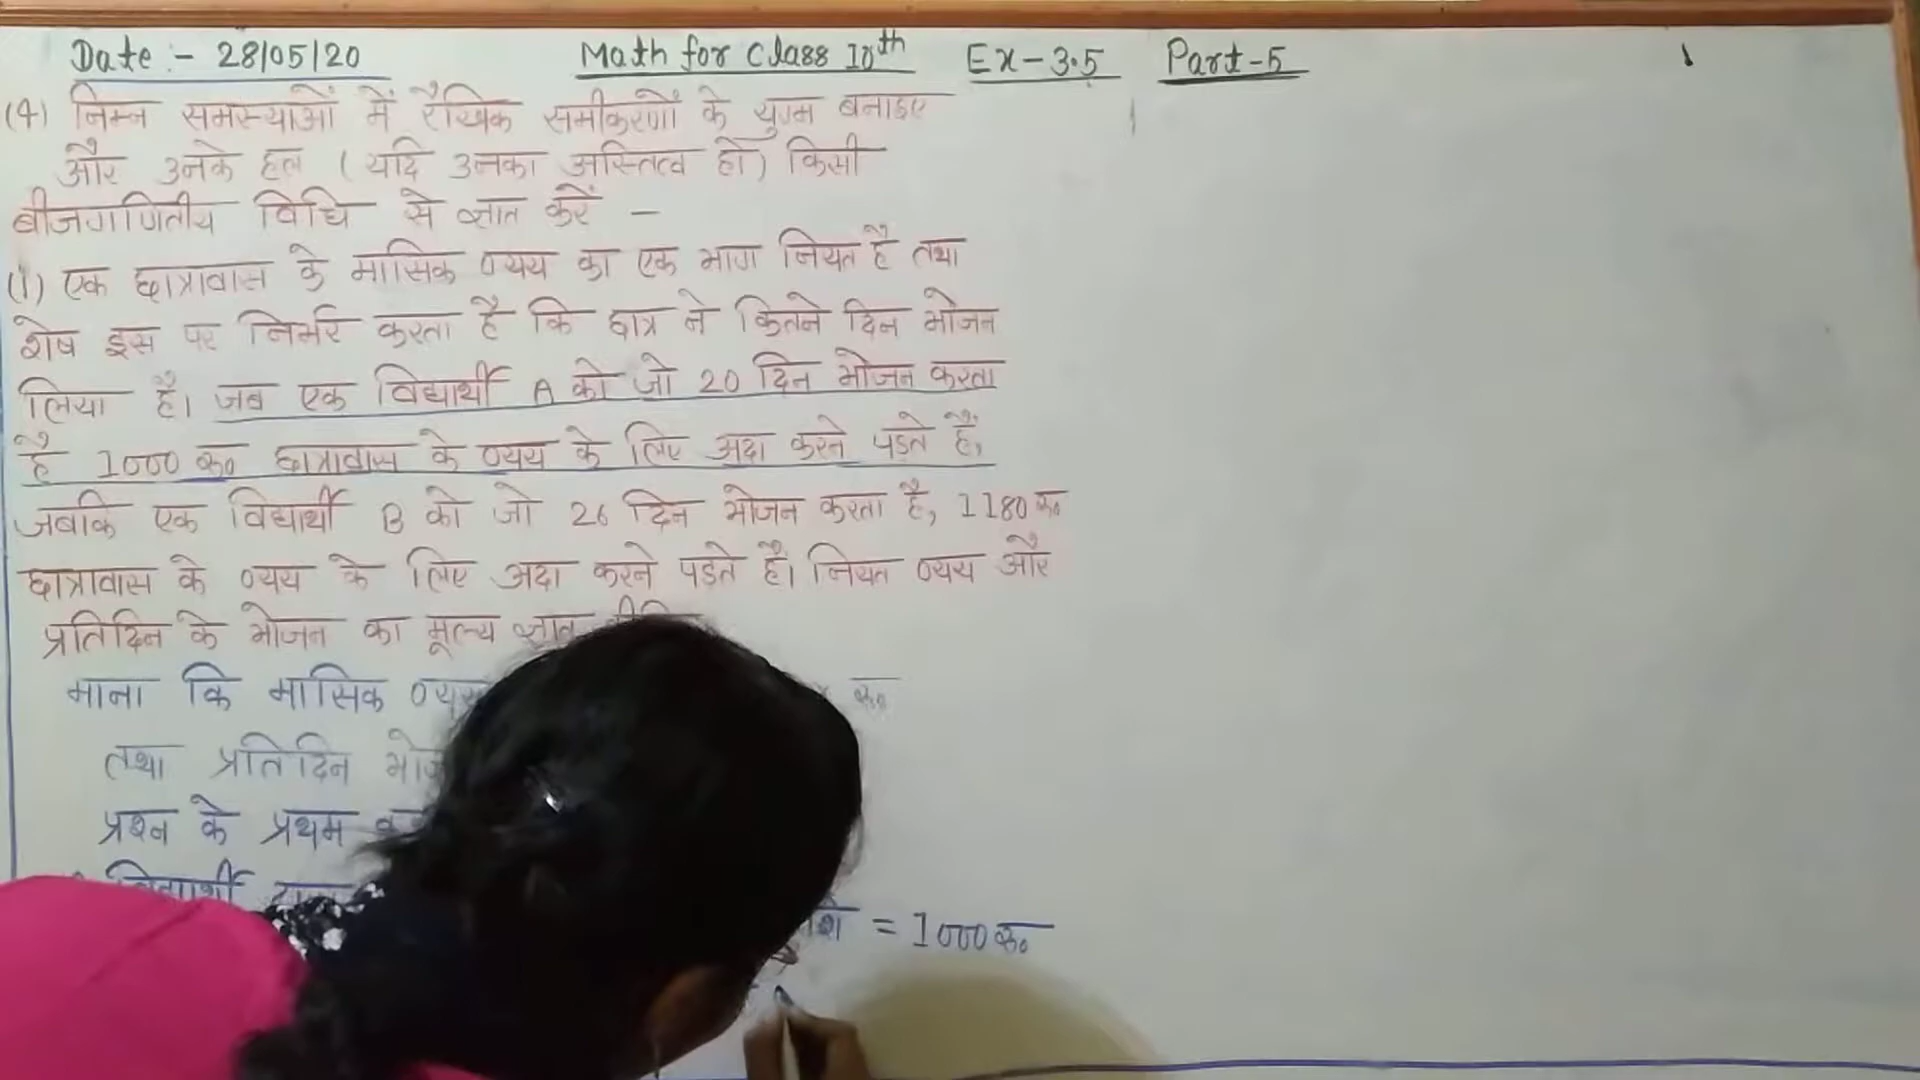 Date :- 28/05/20 Math for Class 10th Ex-3.5 Part-5 1
(4) निम्न समस्याओं में रैखिक समीकरणों के युग्म बनाइए
और उनके हल (यदि उनका अस्तित्व हो) किसी
बीजगणितीय विधि से ज्ञात करें –
(1) एक छात्रावास के मासिक व्यय का एक भाग नियत है तथा
शेष इस पर निर्भर करता है कि छात्र ने कितने दिन भोजन
लिया है। जब एक विद्यार्थी A को जो 20 दिन भोजन करता
है 1000 रू० छात्रावास के व्यय के लिए अदा करने पड़ते हैं,
जबकि एक विद्यार्थी B को जो 26 दिन भोजन करता है, 1180 रू०
छात्रावास के व्यय के लिए अदा करने पड़ते हैं। नियत व्यय और
प्रतिदिन के भोजन का मूल्य ज्ञात
माना कि मासिक रू०
तथा प्रतिदिन
प्रश्न के प्रथम
विद्यार्थी
= 1000 रू०